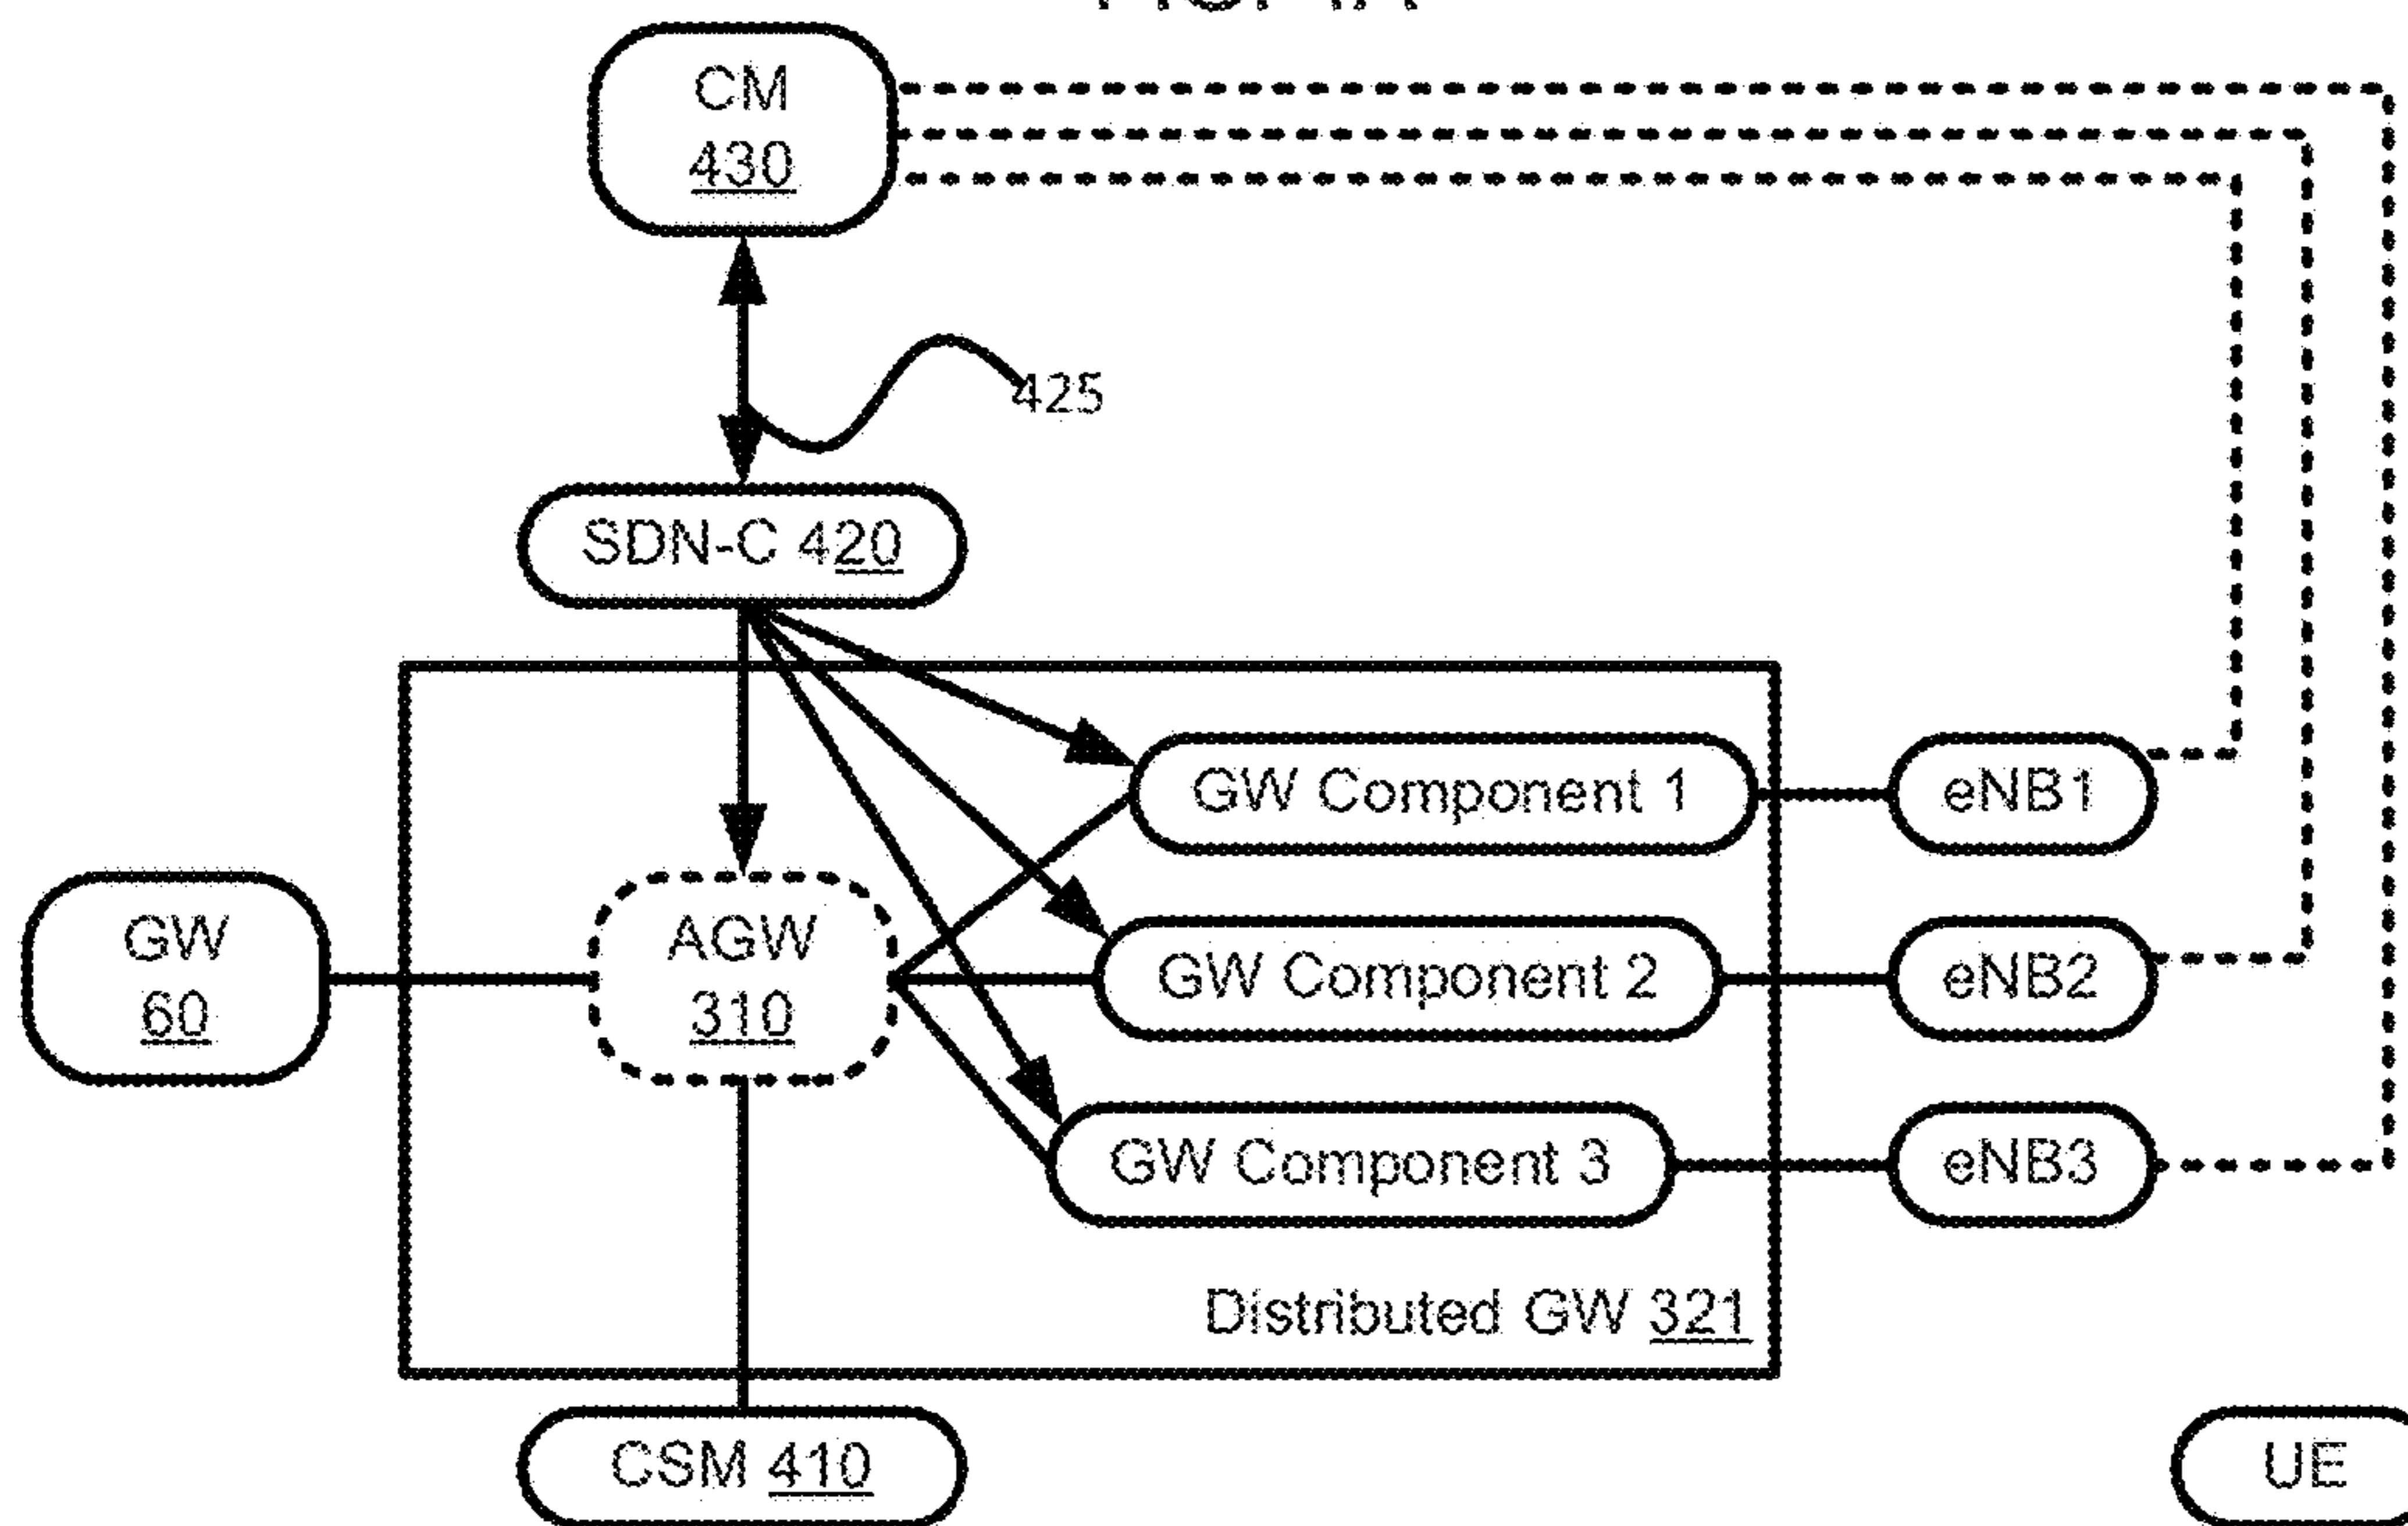 CM
430
425
SDN-C 420
GW Component 1
eNB1
GW
60
AGW
310
GW Component 2
eNB2
GW Component 3
eNB3
Distributed GW 321
CSM 410
UE